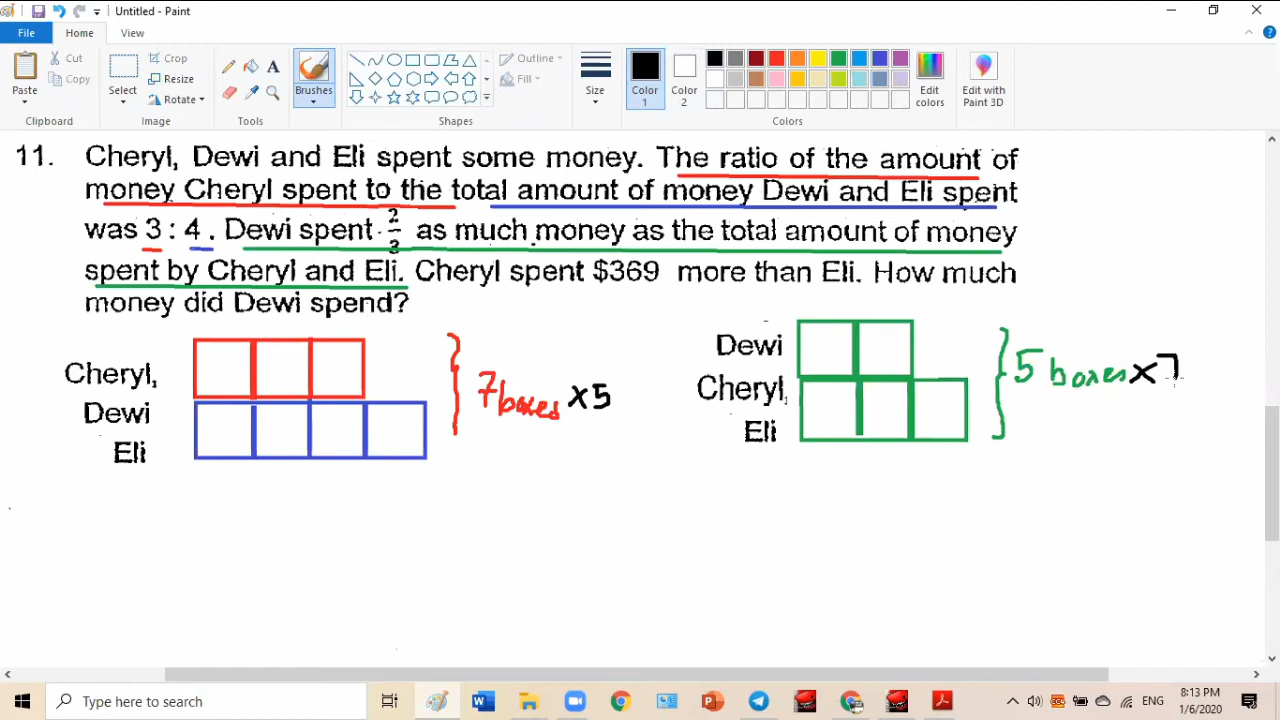 Untitled - Paint
File Home View
Paste
Cut
Copy
Clipboard
Select
Crop
Resize
Rotate
Image
Tools
Brushes
Shapes
Outline
Fill
Size
Color 1
Color 2
Colors
Edit colors
Edit with Paint 3D
11. Cheryl, Dewi and Eli spent some money. The ratio of the amount of
money Cheryl spent to the total amount of money Dewi and Eli spent
was 3 : 4. Dewi spent 2/3 as much money as the total amount of money
spent by Cheryl and Eli. Cheryl spent $369 more than Eli. How much
money did Dewi spend?
Cheryl,
Dewi
Eli
7 boxes ×5
Dewi
Cheryl,
Eli
5 boxes ×7
Type here to search
ENG
8:13 PM
1/6/2020